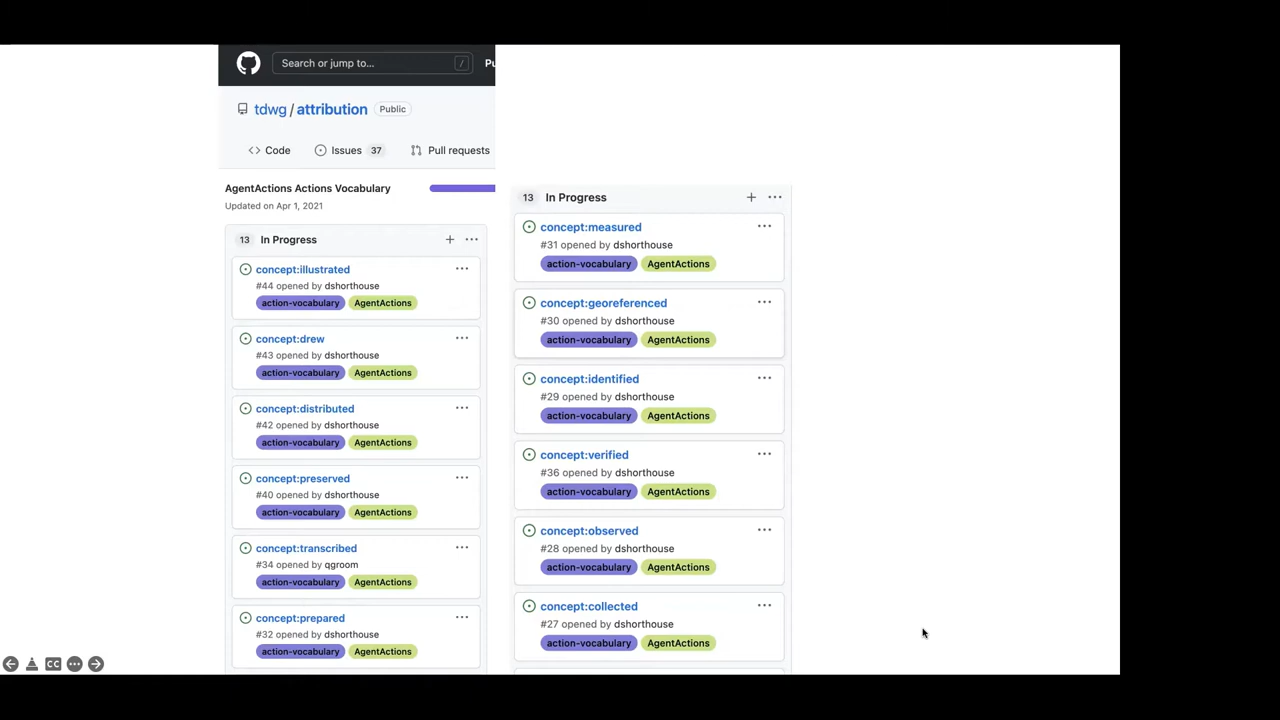 Search or jump to... /
Pu
tdwg / attribution Public
Code Issues 37 Pull requests
AgentActions Actions Vocabulary
Updated on Apr 1, 2021
13 In Progress
concept:illustrated
#44 opened by dshorthouse
action-vocabulary AgentActions
concept:drew
#43 opened by dshorthouse
action-vocabulary AgentActions
concept:distributed
#42 opened by dshorthouse
action-vocabulary AgentActions
concept:preserved
#40 opened by dshorthouse
action-vocabulary AgentActions
concept:transcribed
#34 opened by qgroom
action-vocabulary AgentActions
concept:prepared
#32 opened by dshorthouse
action-vocabulary AgentActions
13 In Progress
concept:measured
#31 opened by dshorthouse
action-vocabulary AgentActions
concept:georeferenced
#30 opened by dshorthouse
action-vocabulary AgentActions
concept:identified
#29 opened by dshorthouse
action-vocabulary AgentActions
concept:verified
#36 opened by dshorthouse
action-vocabulary AgentActions
concept:observed
#28 opened by dshorthouse
action-vocabulary AgentActions
concept:collected
#27 opened by dshorthouse
action-vocabulary AgentActions
CC